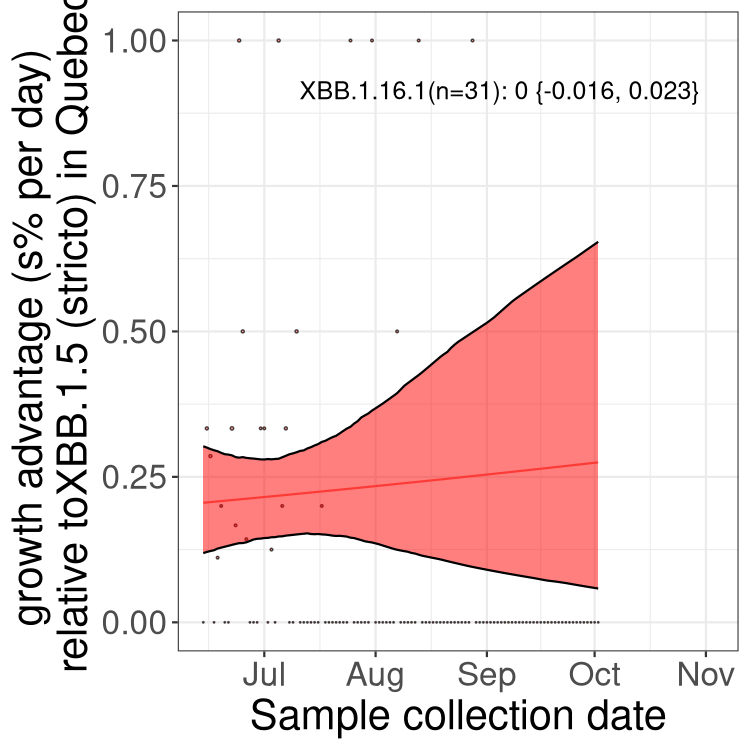 growth advantage (s% per day)
relative toXBB.1.5 (stricto) in Quebec
1.00
0.75
0.50
0.25
0.00
XBB.1.16.1(n=31): 0 {-0.016, 0.023}
Jul Aug Sep Oct Nov
Sample collection date